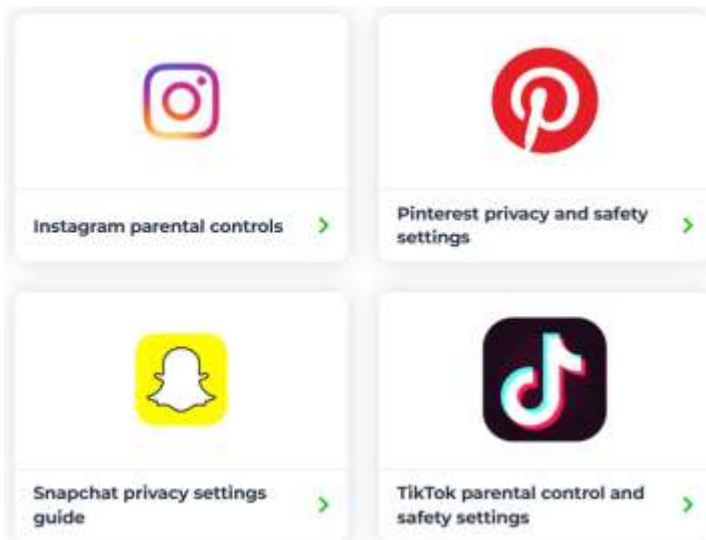 Instagram parental controls
Pinterest privacy and safety
settings
Snapchat privacy settings
guide
TikTok parental control and
safety settings